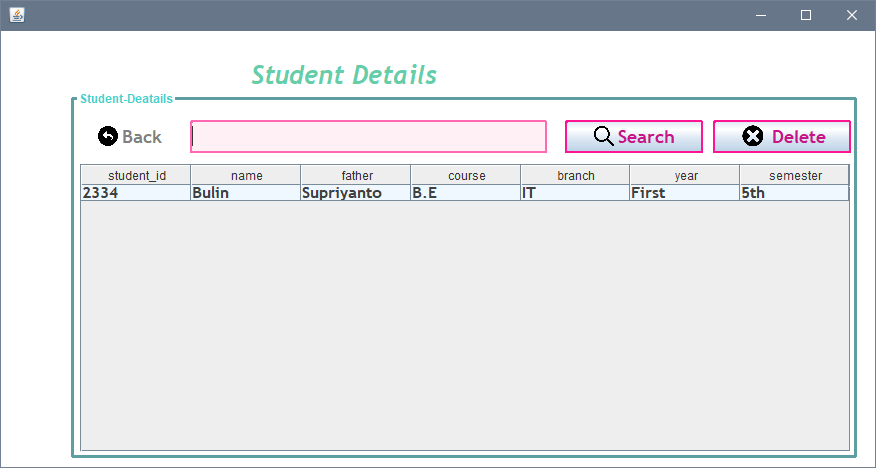 Student Details
Student-Deatails
Back Search Delete
student_id name father course branch year semester
2334 Bulin Supriyanto B.E IT First 5th